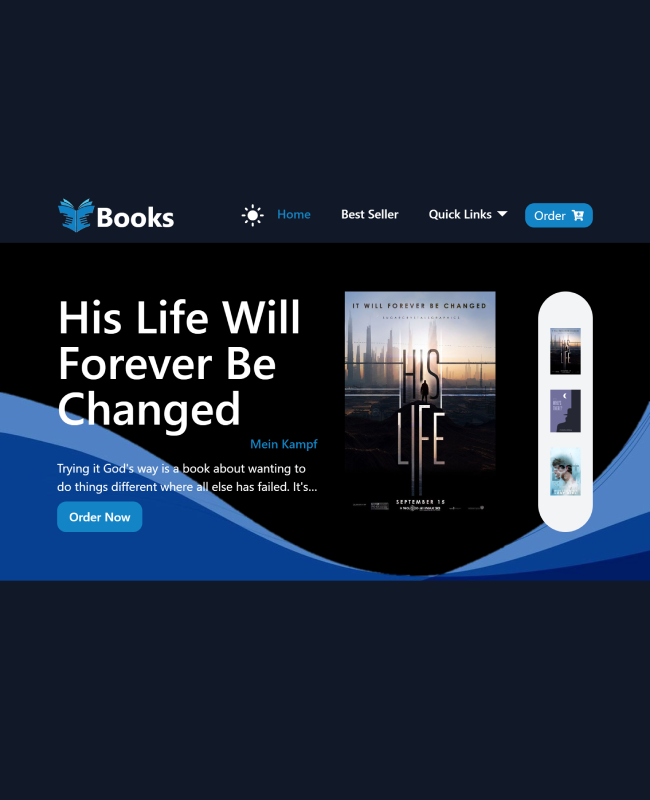 Books
Home
Best Seller
Quick Links
Order
His Life Will
Forever Be
Changed
Mein Kampf
Trying it God's way is a book about wanting to
do things different where all else has failed. It's...
Order Now
IT WILL FOREVER BE CHANGED
HIS
LIFE
SEPTEMBER 15